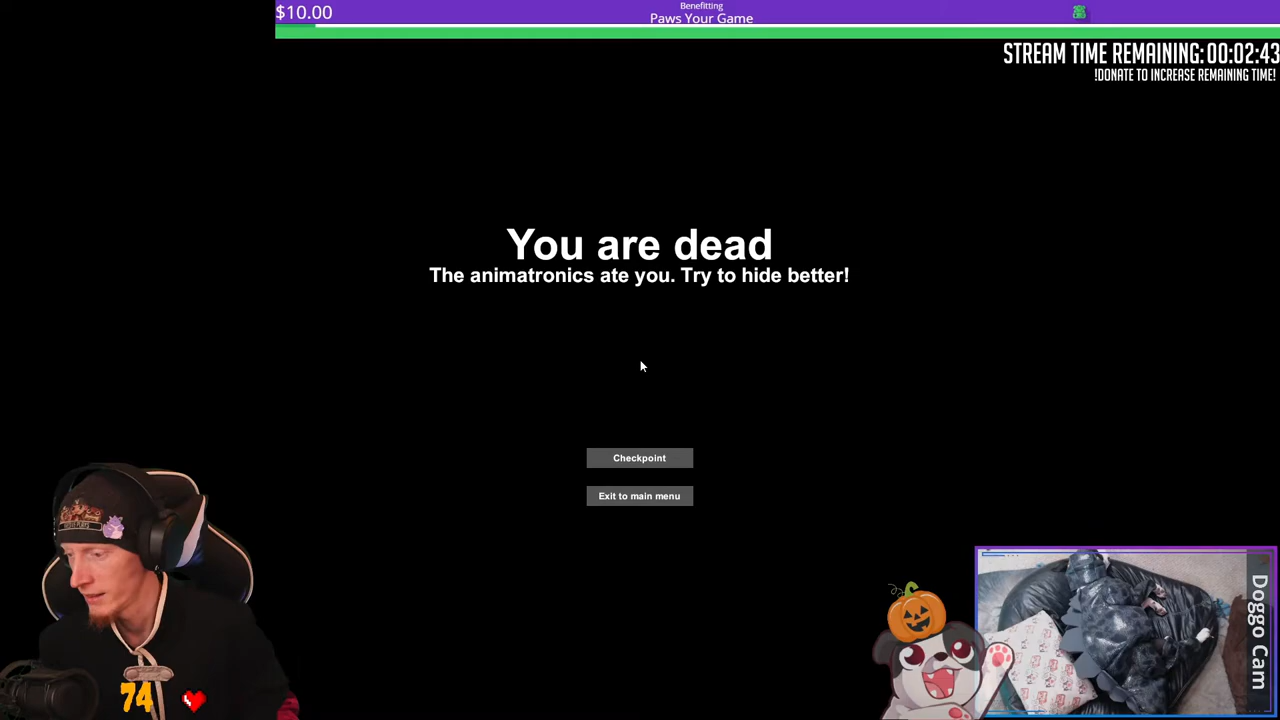 $10.00
Benefitting
Paws Your Game
STREAM TIME REMAINING: 00:02:43
!DONATE TO INCREASE REMAINING TIME!
You are dead
The animatronics ate you. Try to hide better!
Checkpoint
Exit to main menu
Doggo Cam
74